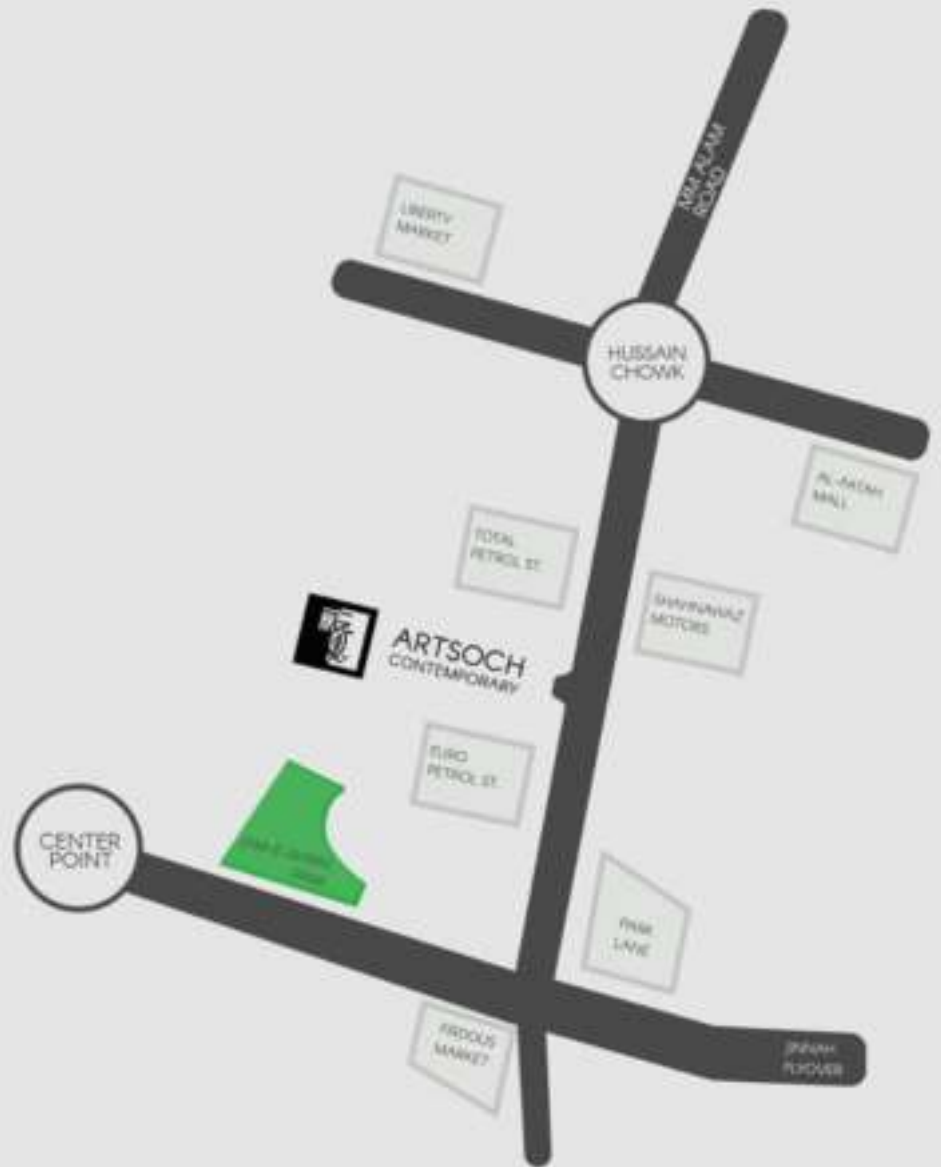 MM ALAM
ROAD
LIBERTY
MARKET
HUSSAIN
CHOWK
AL-FATAH
MALL
TOTAL
PETROL ST.
SHAHNAWAZ
MOTORS
ARTSOCH
CONTEMPORARY
EURO
PETROL ST.
CENTER
POINT
PARK
LANE
FIRDOUS
MARKET
JINNAH
FLYOVER